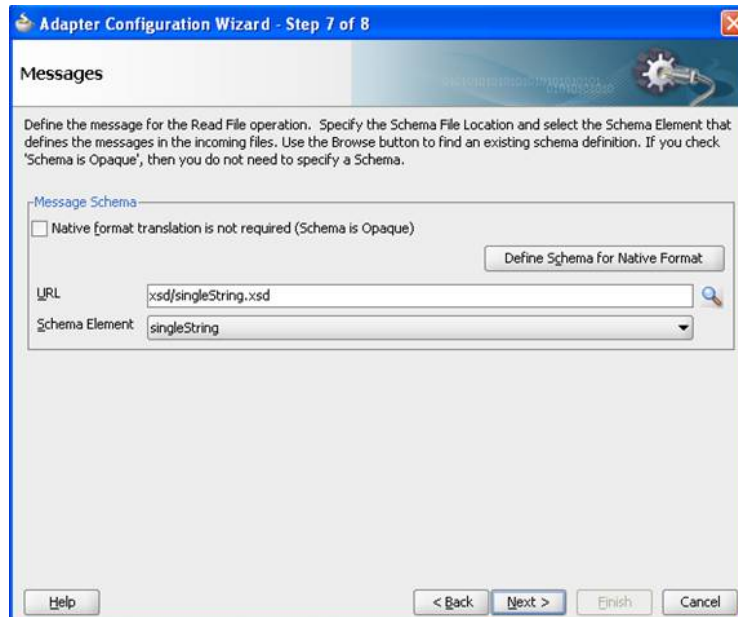 Adapter Configuration Wizard - Step 7 of 8
Messages
Define the message for the Read File operation. Specify the Schema File Location and select the Schema Element that
defines the messages in the incoming files. Use the Browse button to find an existing schema definition. If you check
'Schema is Opaque', then you do not need to specify a Schema.
Message Schema
Native format translation is not required (Schema is Opaque)
Define Schema for Native Format
URL xsd/singleString.xsd
Schema Element singleString
Help < Back Next > Finish Cancel